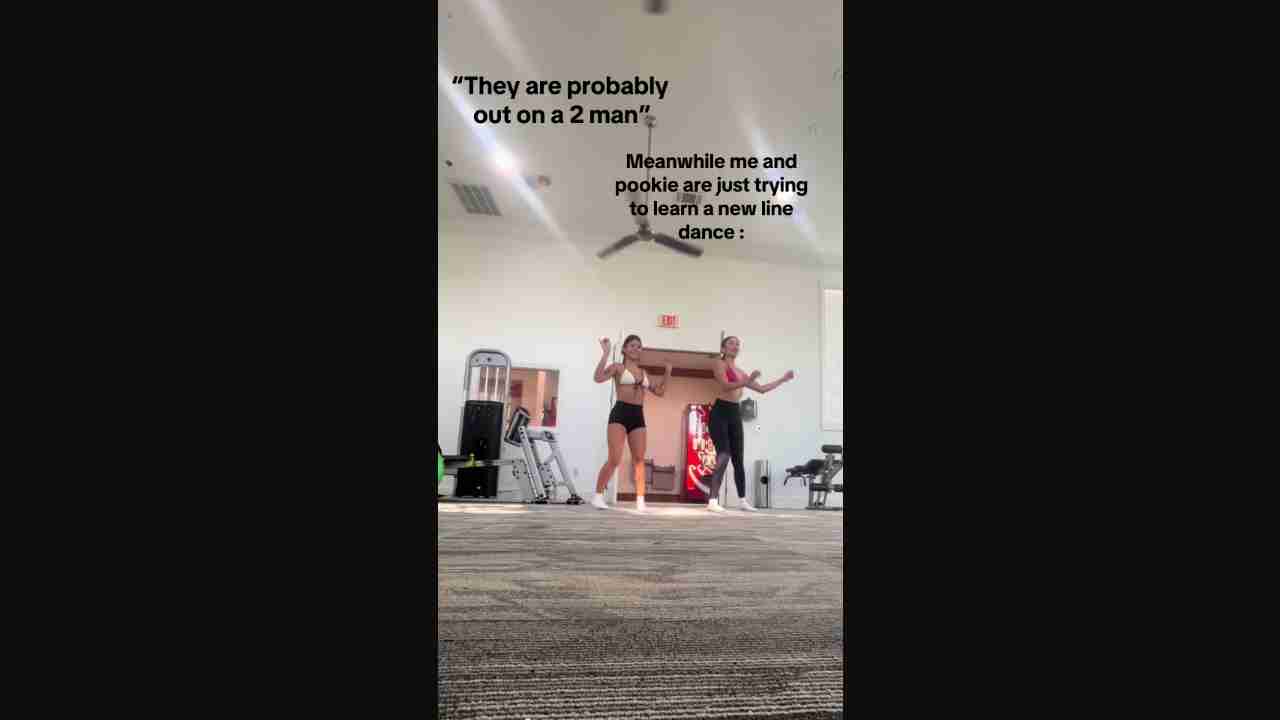 “They are probably
out on a 2 man”
Meanwhile me and
pookie are just trying
to learn a new line
dance :
EXIT